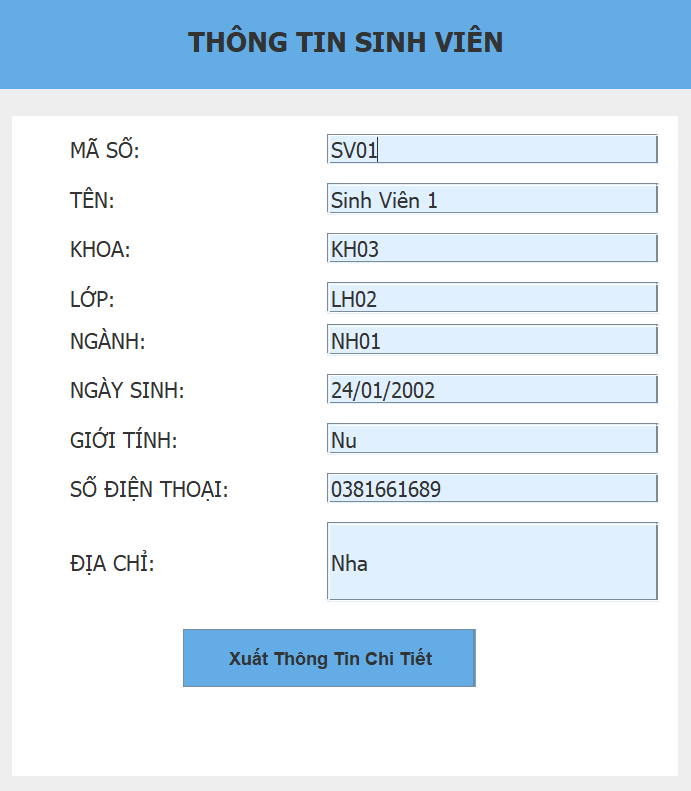 THÔNG TIN SINH VIÊN
MÃ SỐ: SV01
TÊN: Sinh Viên 1
KHOA: KH03
LỚP: LH02
NGÀNH: NH01
NGÀY SINH: 24/01/2002
GIỚI TÍNH: Nu
SỐ ĐIỆN THOẠI: 0381661689
ĐỊA CHỈ: Nha
Xuất Thông Tin Chi Tiết